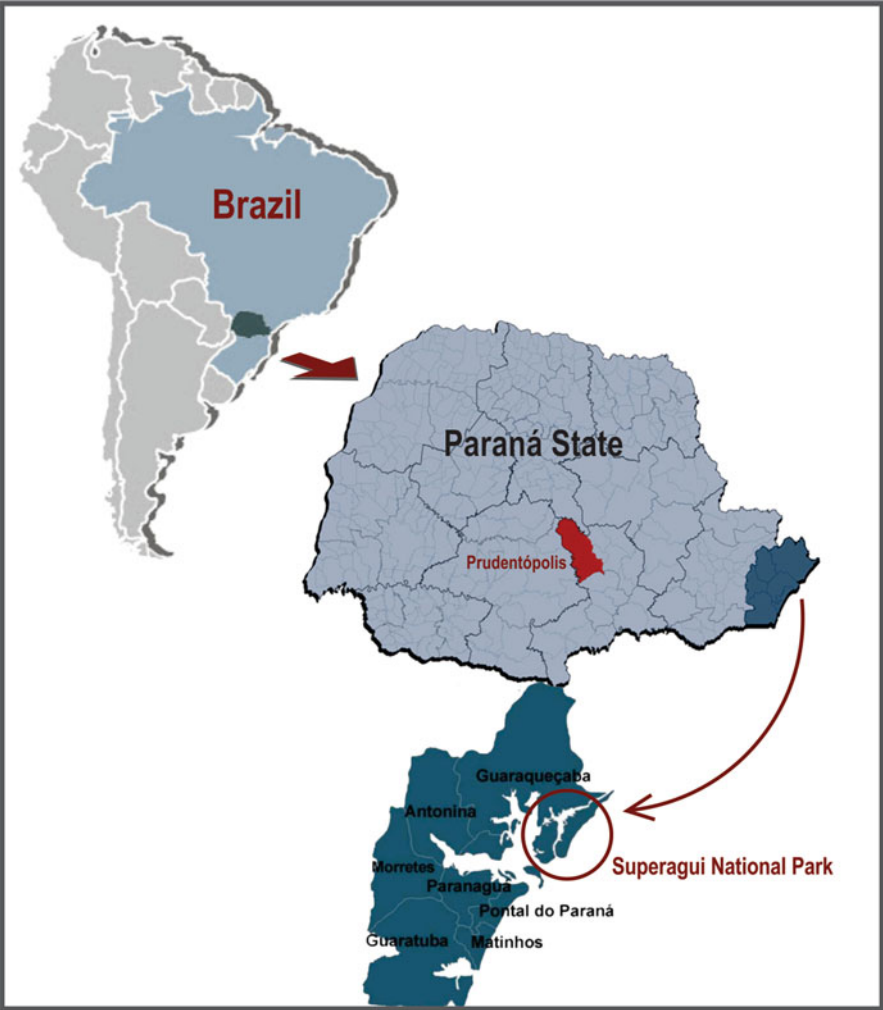 Brazil
Paraná State
Prudentópolis
Guaraqueçaba
Antonina
Morretes
Paranaguá
Superagui National Park
Pontal do Paraná
Guaratuba
Matinhos